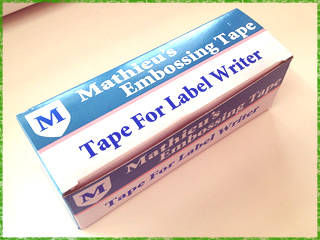 M
Mathieu's
Embossing Tape
Tape For Label Writer
M
Mathieu's
Embossing Tape
Tape For Label Writer